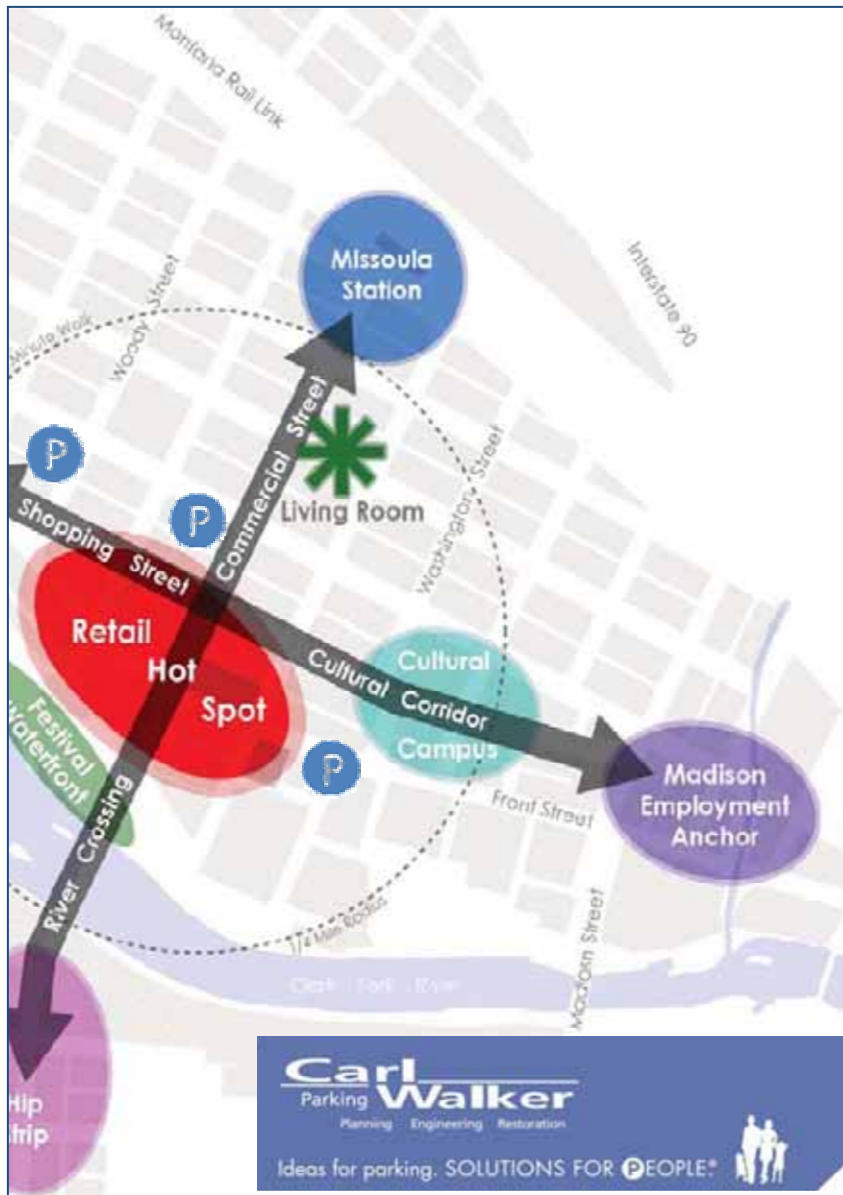 Montana Rail Link
Interstate 90
Missoula
Station
Woody Street
Minute Walk
P
Commercial Street
Living Room
Washington Street
P
Shopping Street
Retail
Hot
Spot
Cultural
Cultural Corridor
Campus
Festival
Waterfront
P
Madison
Employment
Anchor
Front Street
River Crossing
1/4 Mile Radius
Madison Street
Clark Fork River
Hip
Strip
Carl
Parking Walker
Planning Engineering Restoration
Ideas for parking. SOLUTIONS FOR PEOPLE.